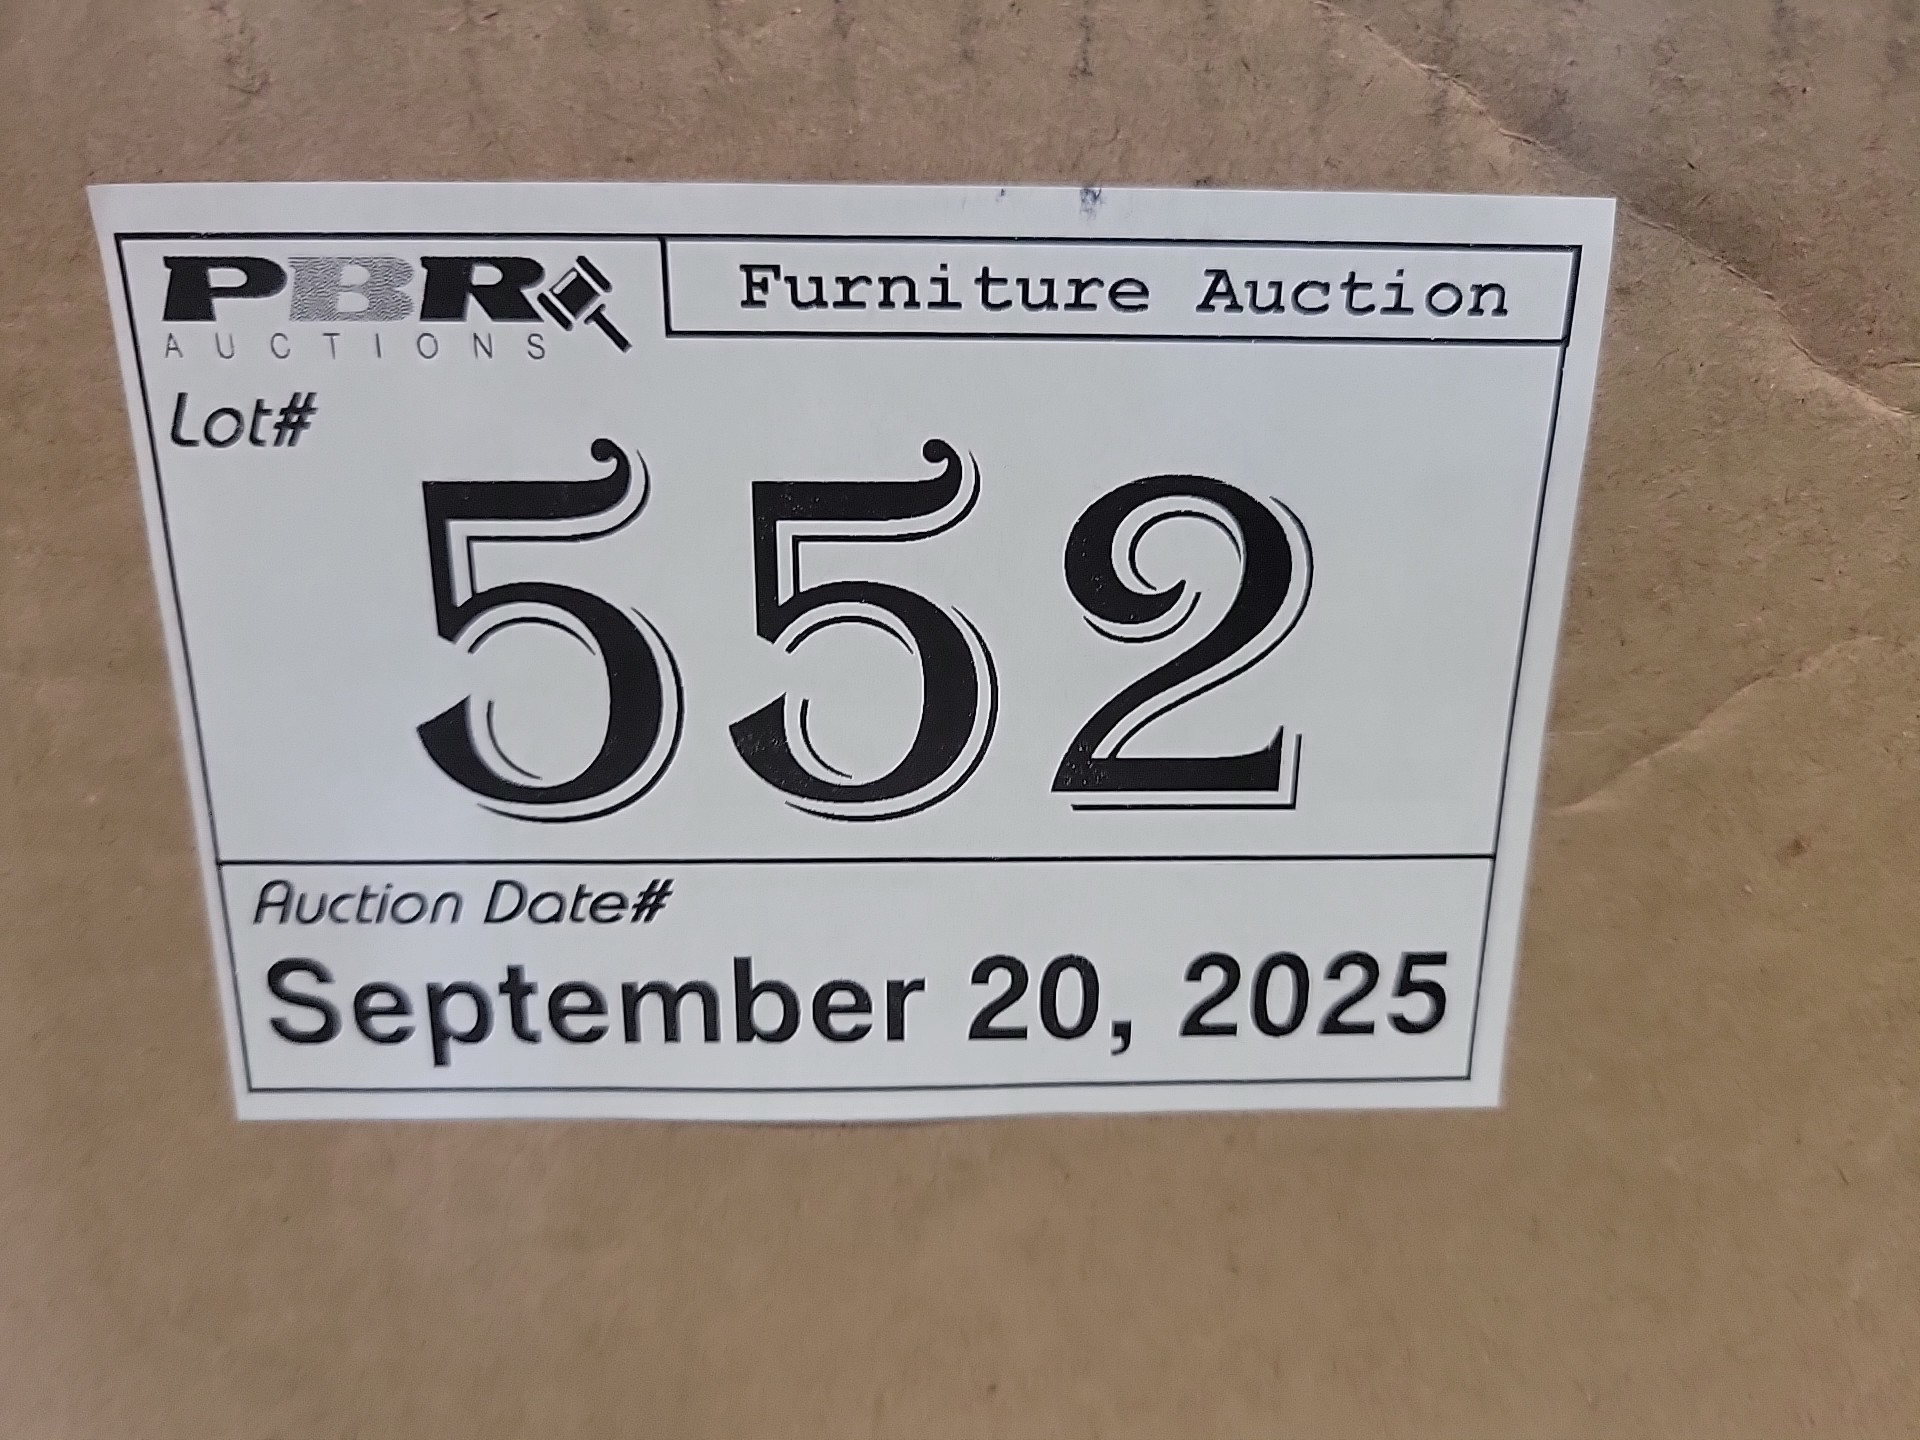 PBR
AUCTIONS
Furniture Auction
Lot#
552
Auction Date#
September 20, 2025